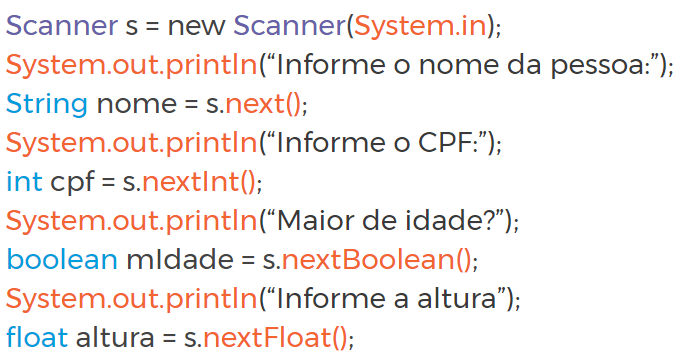 Scanner s = new Scanner(System.in);
System.out.println(“Informe o nome da pessoa:”);
String nome = s.next();
System.out.println(“Informe o CPF:”);
int cpf = s.nextInt();
System.out.println(“Maior de idade?”);
boolean mIdade = s.nextBoolean();
System.out.println(“Informe a altura”);
float altura = s.nextFloat();